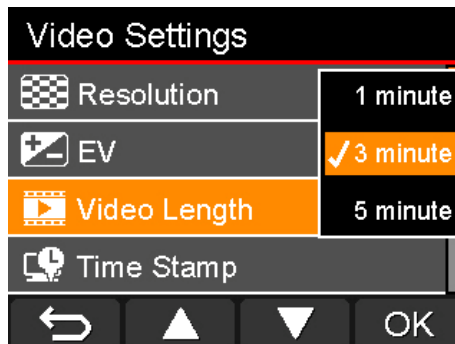 Video Settings
Resolution
1 minute
EV
3 minute
Video Length
5 minute
Time Stamp
OK